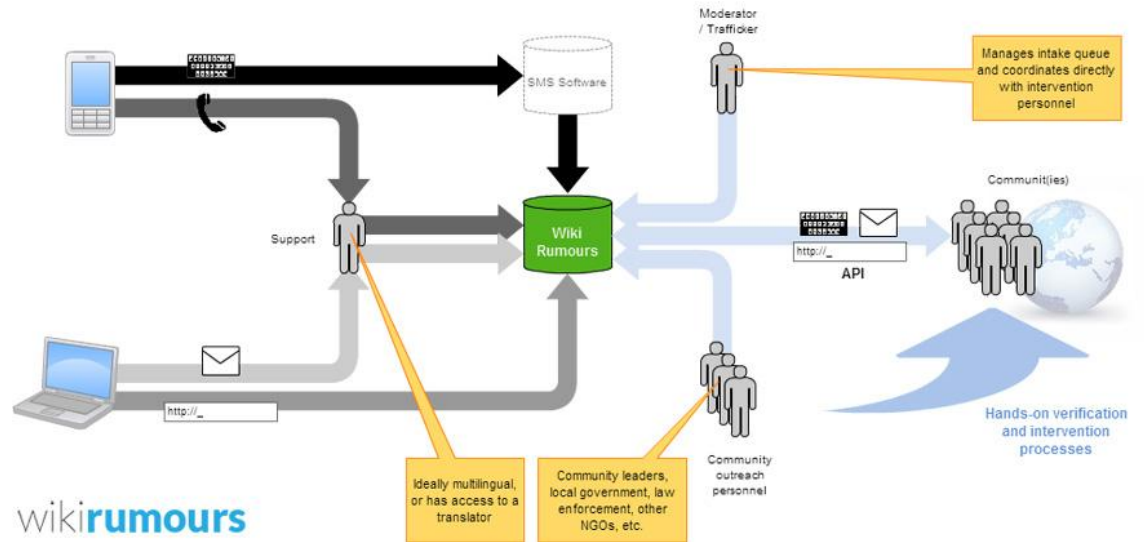 Moderator
/ Trafficker
Manages intake queue
and coordinates directly
with intervention
personnel
SMS Software
Communit(ies)
Support
Wiki
Rumours
http://_
API
http://_
Hands-on verification
and intervention
processes
Community
outreach
personnel
Ideally multilingual,
or has access to a
translator
Community leaders,
local government, law
enforcement, other
NGOs, etc.
wikirumours